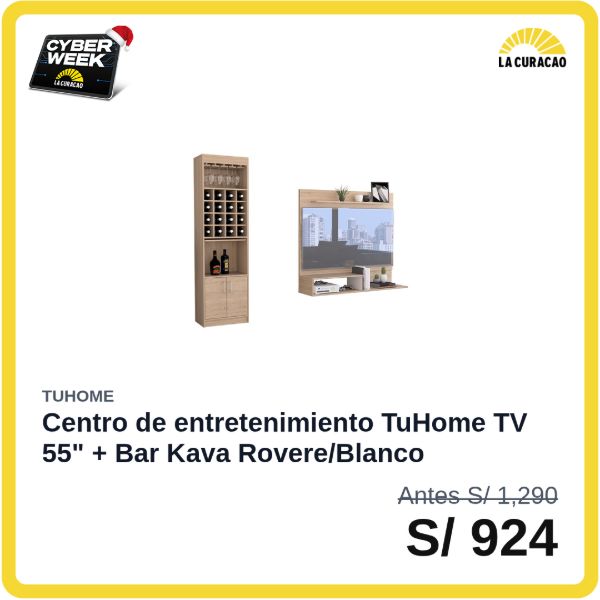 CYBER
WEEK
LA CURACAO
LA CURACAO
TUHOME
Centro de entretenimiento TuHome TV
55" + Bar Kava Rovere/Blanco
Antes S/ 1,290
S/ 924